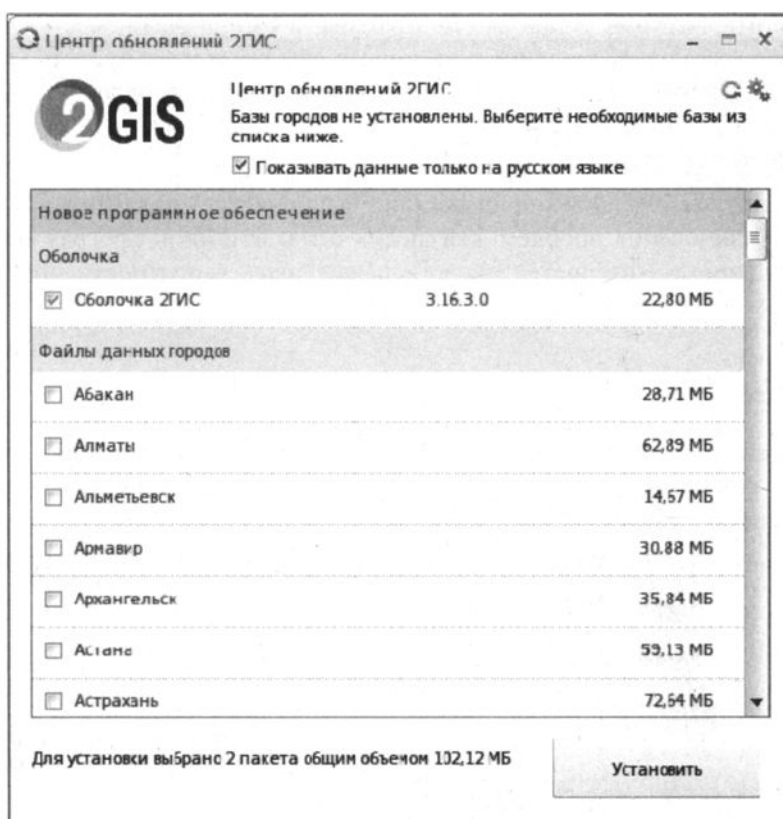 Центр обновлений 2ГИС
2GIS
Центр обновлений 2ГИС
Базы городов не установлены. Выберите необходимые базы из
списка ниже.
Показывать данные только на русском языке
Новое программное обеспечение
Оболочка
Оболочка 2ГИС 3.16.3.0 22,80 МБ
Файлы данных городов
Абакан 28,71 МБ
Алматы 62,89 МБ
Альметьевск 14,57 МБ
Армавир 30.88 МБ
Архангельск 35,84 МБ
Астана 59,13 МБ
Астрахань 72,54 МБ
Для установки выбрано 2 пакета общим объемом 102,12 МБ
Установить